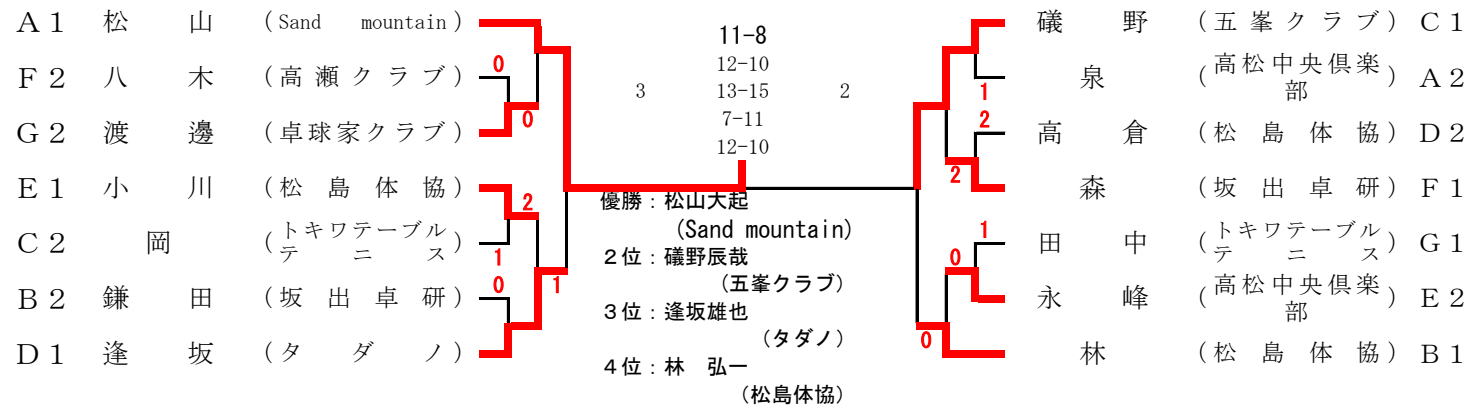 A1 松山 (Sand mountain)
0
F2 八木 (高瀬クラブ)
0
G2 渡邊 (卓球家クラブ)
E1 小川 (松島体協)
2
C2 岡 (トキワテーブルテニス)
1
0
B2 鎌田 (坂出卓研)
1
D1 逢坂 (タダノ)
11-8
12-10
3 13-15 2
7-11
12-10
優勝：松山大起
(Sand mountain)
2位：礒野辰哉
(五峯クラブ)
3位：逢坂雄也
(タダノ)
4位：林 弘一
(松島体協)
礒野 (五峯クラブ) C1
泉 (高松中央倶楽部) A2
1
2
高倉 (松島体協) D2
2
森 (坂出卓研) F1
1
田中 (トキワテーブルテニス) G1
0
永峰 (高松中央倶楽部) E2
0
林 (松島体協) B1